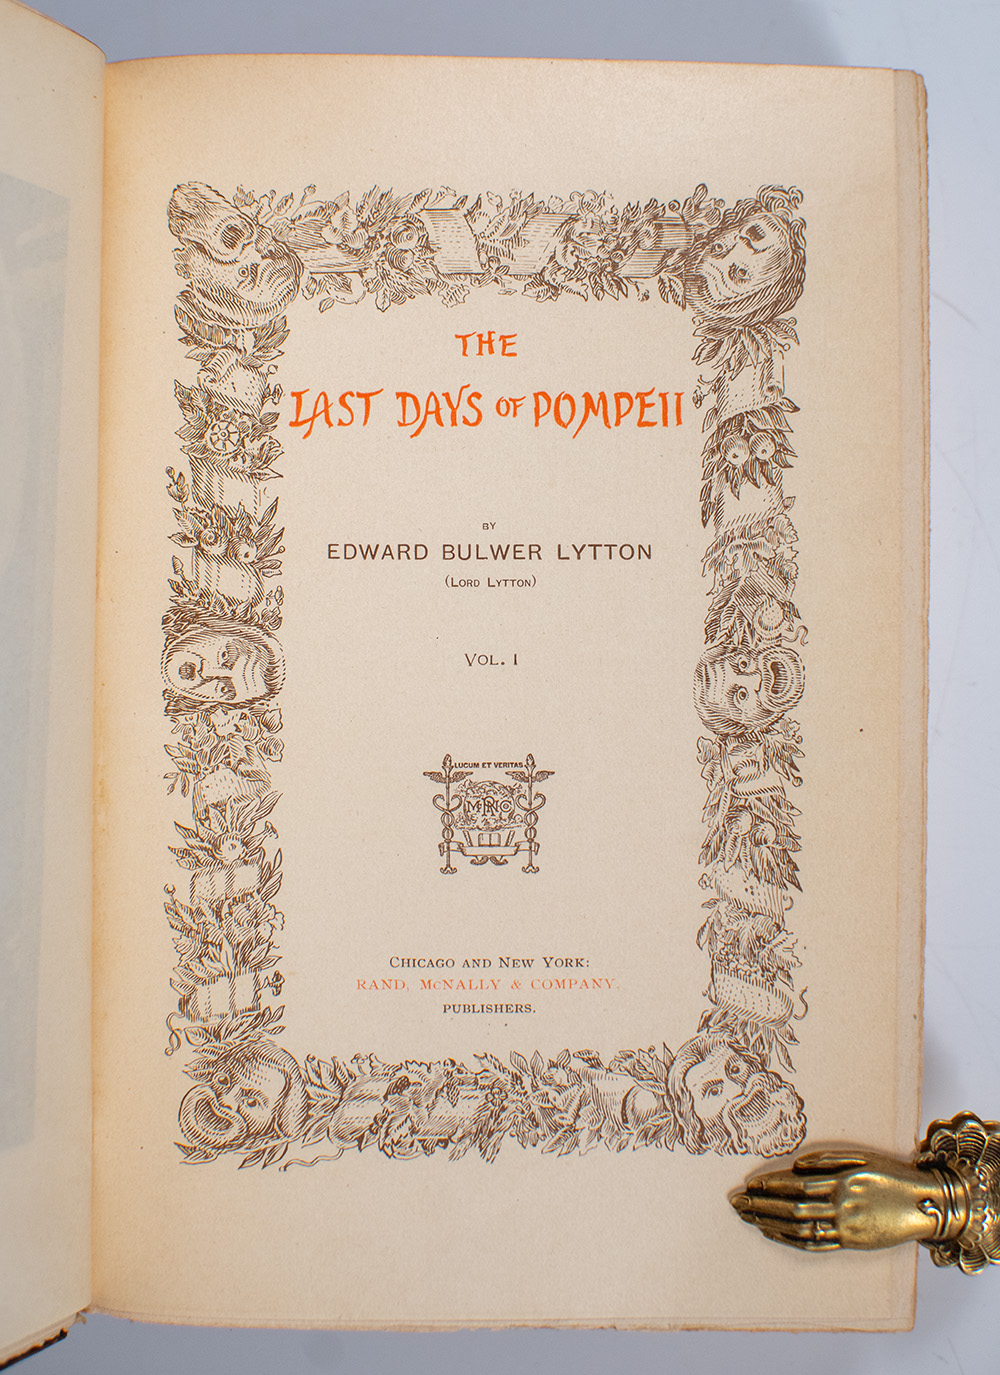 THE
LAST DAYS OF POMPEII
BY
EDWARD BULWER LYTTON
(LORD LYTTON)
VOL. I
LUCUM ET VERITAS
CHICAGO AND NEW YORK:
RAND, MCNALLY & COMPANY,
PUBLISHERS.